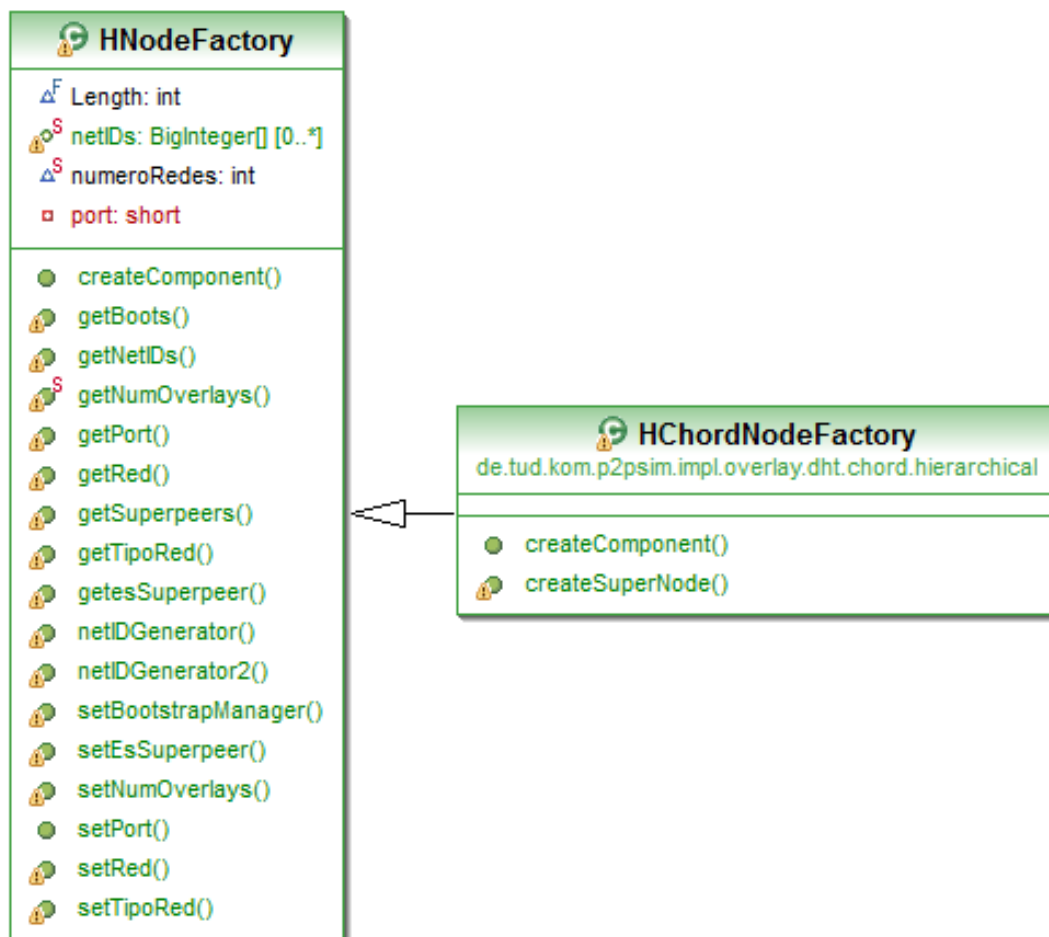 HNodeFactory
Length: int
netIDs: BigInteger[] [0..*]
numeroRedes: int
port: short
createComponent()
getBoots()
getNetIDs()
getNumOverlays()
getPort()
getRed()
getSuperpeers()
getTipoRed()
getesSuperpeer()
netIDGenerator()
netIDGenerator2()
setBootstrapManager()
setEsSuperpeer()
setNumOverlays()
setPort()
setRed()
setTipoRed()
HChordNodeFactory
de.tud.kom.p2psim.impl.overlay.dht.chord.hierarchical
createComponent()
createSuperNode()